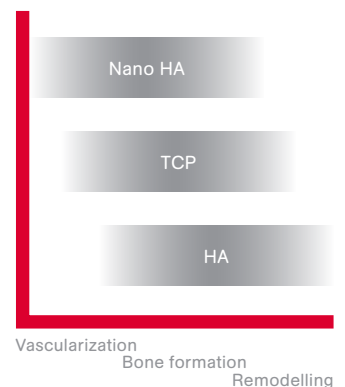 Nano HA
TCP
HA
Vascularization
Bone formation
Remodelling